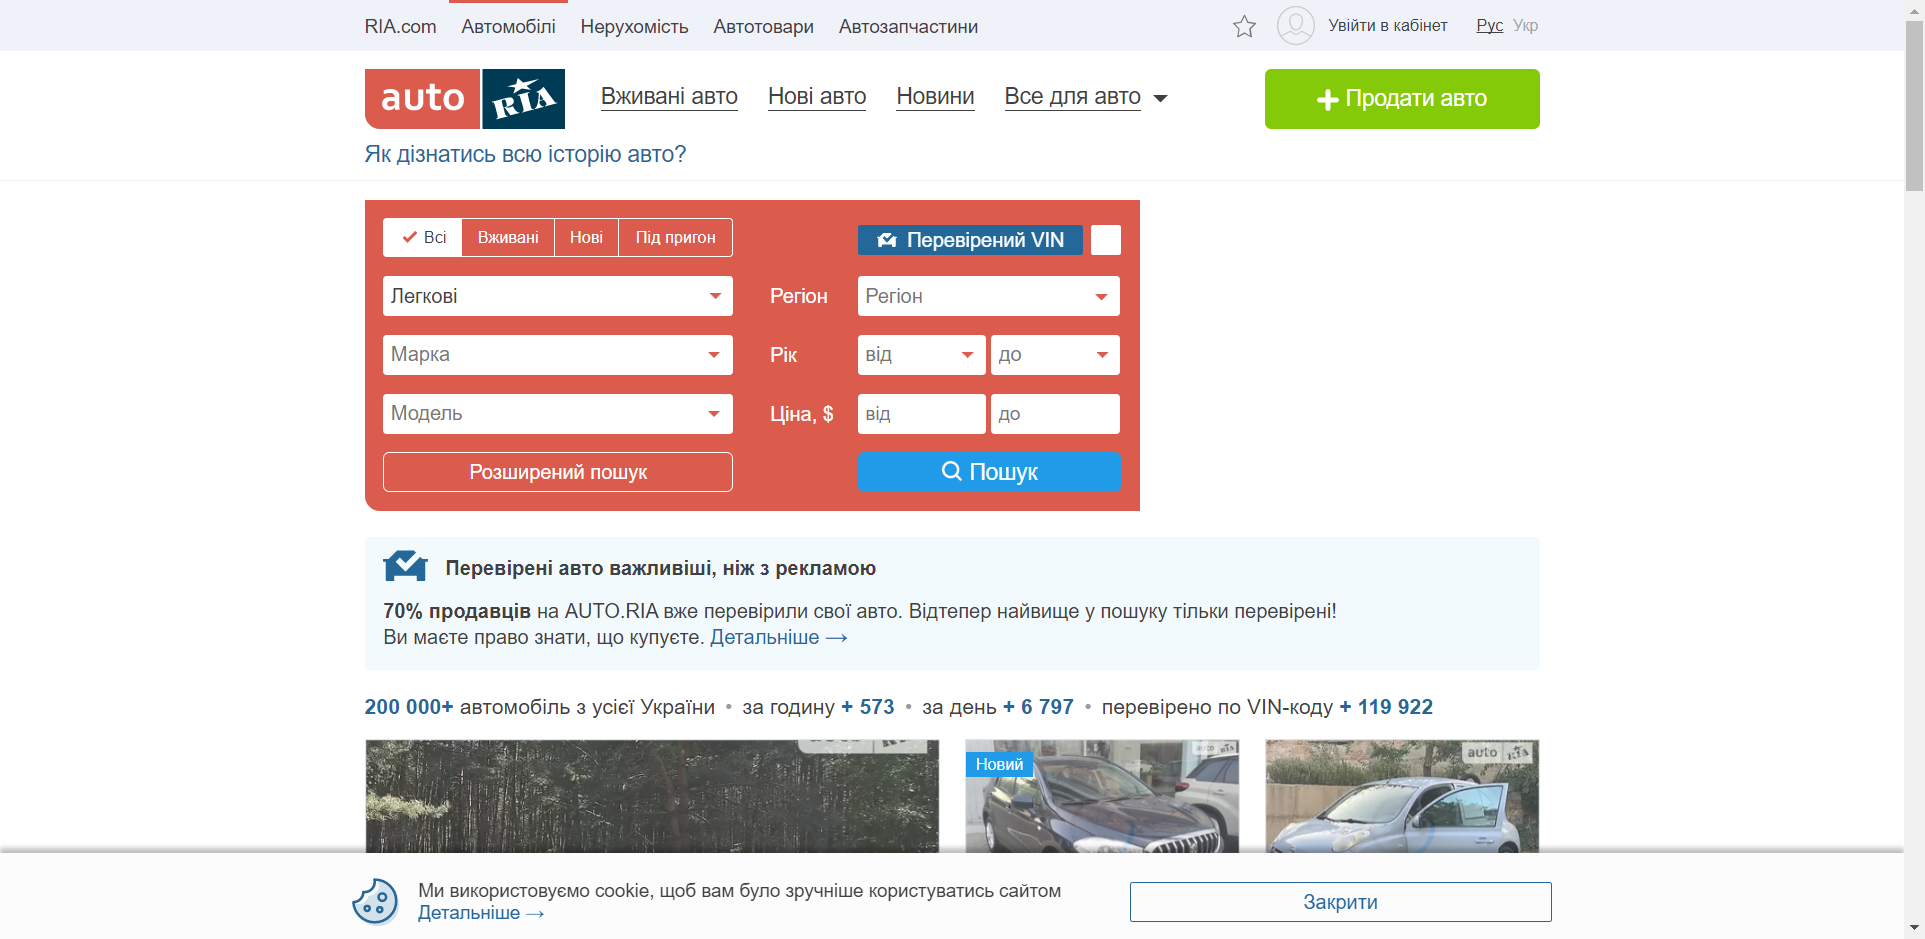 RIA.com Автомобілі Нерухомість Автотовари Автозапчастини Увійти в кабінет Рус Укр
auto RIA Вживані авто Нові авто Новини Все для авто Продати авто
Як дізнатись всю історію авто?
Всі Вживані Нові Під пригон Перевірений VIN
Легкові Регіон Регіон
Марка Рік від до
Модель Ціна, $ від до
Розширений пошук Пошук
Перевірені авто важливіші, ніж з рекламою
70% продавців на AUTO.RIA вже перевірили свої авто. Відтепер найвище у пошуку тільки перевірені!
Ви маєте право знати, що купуєте. Детальніше →
200 000+ автомобіль з усієї України • за годину + 573 • за день + 6 797 • перевірено по VIN-коду + 119 922
auto RIA
auto RIA
Новий
Ми використовуємо cookie, щоб вам було зручніше користуватись сайтом
Детальніше →
Закрити